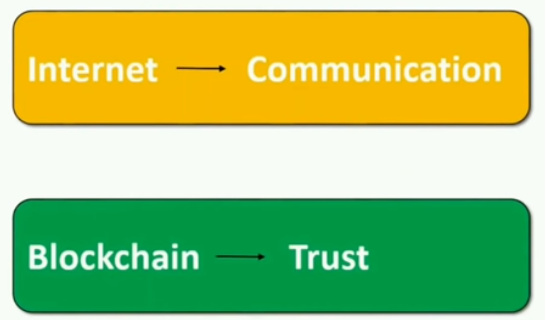 Internet → Communication
Blockchain → Trust